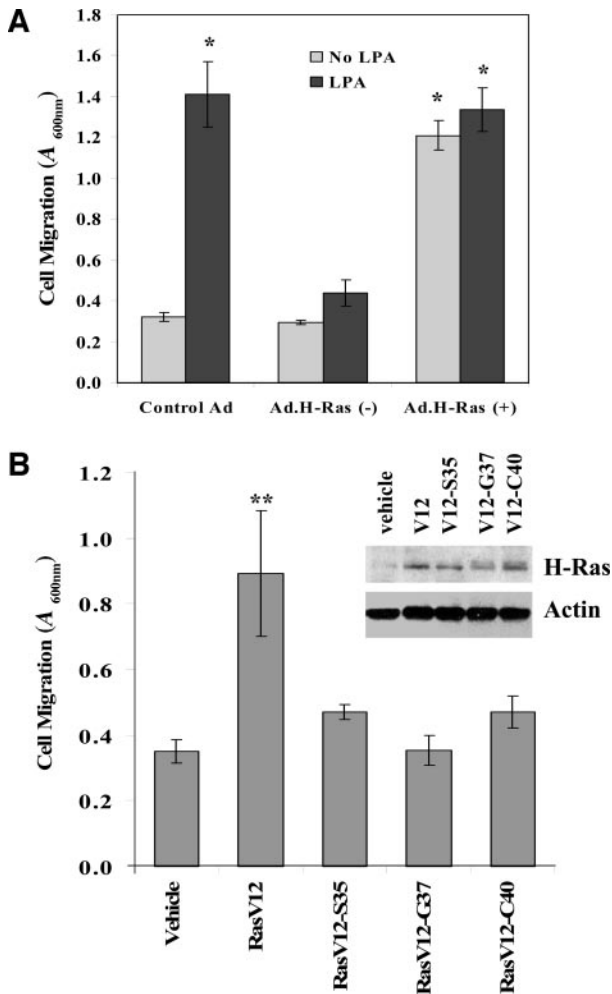 A
Cell Migration (A 600nm)
1.8
1.6
1.4
1.2
1.0
0.8
0.6
0.4
0.2
0.0
No LPA
LPA
*
*
*
Control Ad
Ad.H-Ras (-)
Ad.H-Ras (+)
B
Cell Migration (A 600nm)
1.2
1.0
0.8
0.6
0.4
0.2
0.0
**
vehicle
V12
V12-S35
V12-G37
V12-C40
H-Ras
Actin
Vehicle
RasV12
RasV12-S35
RasV12-G37
RasV12-C40